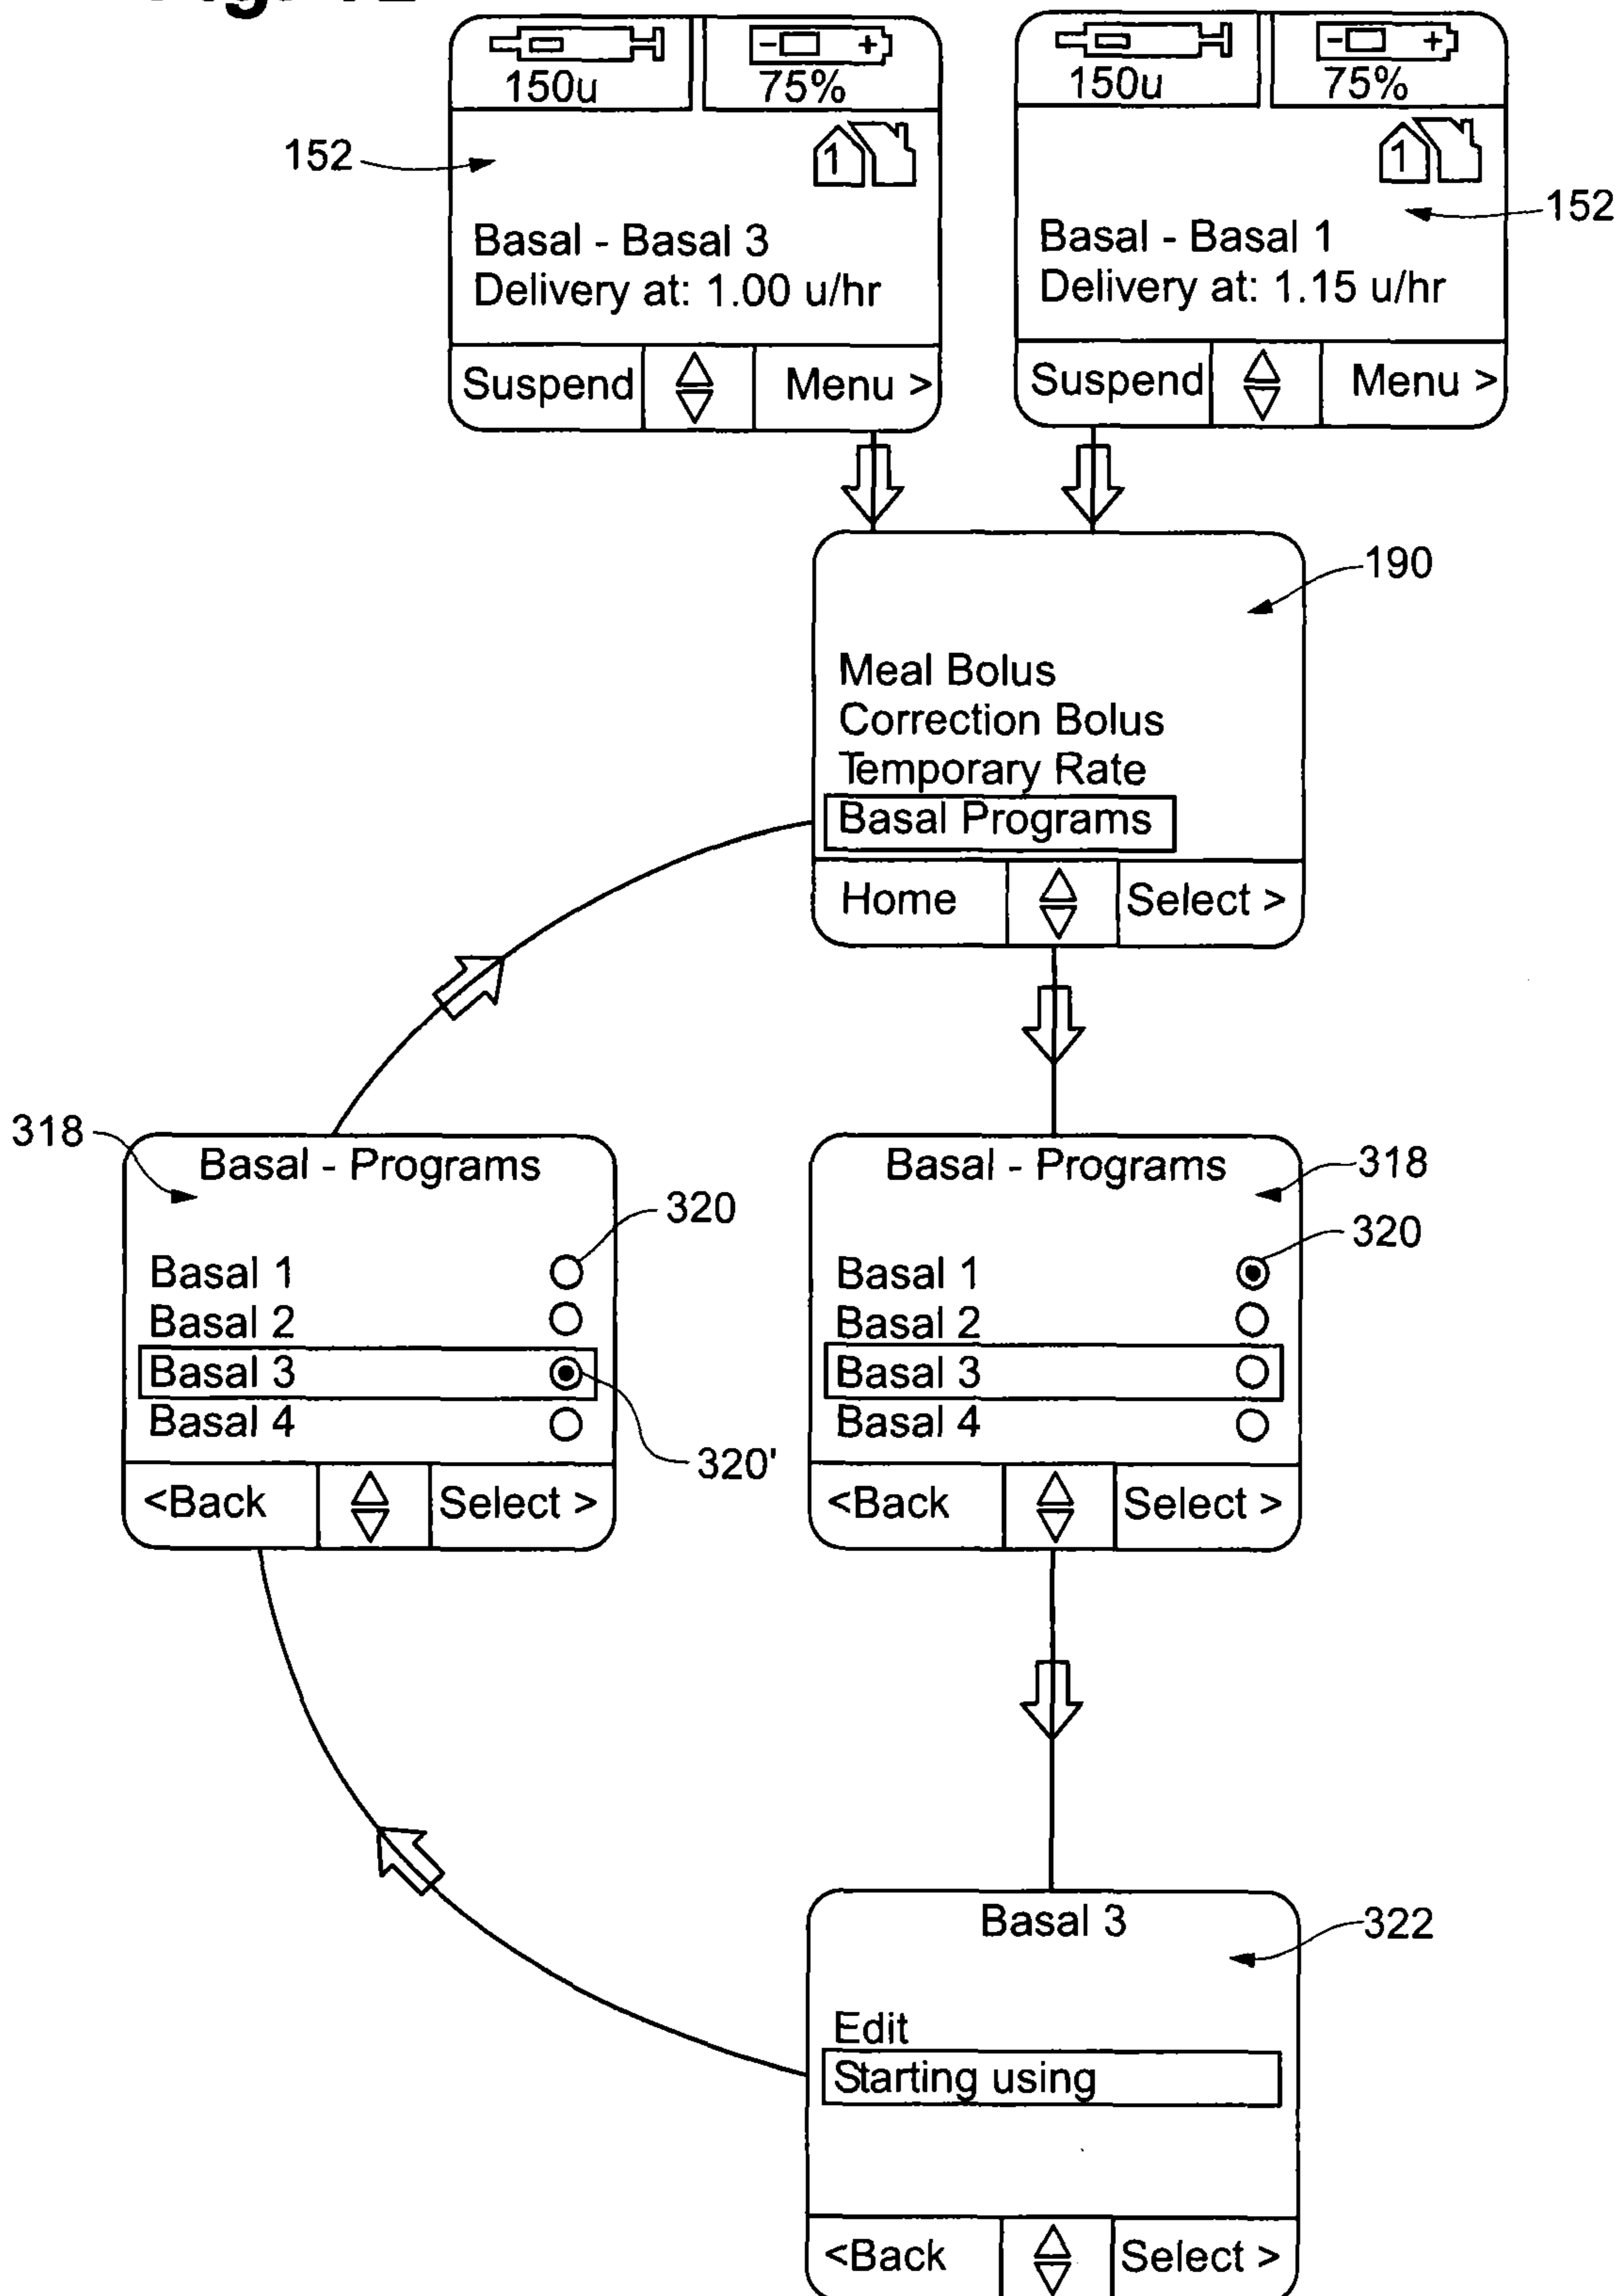 150u
- +
75%
1
152
Basal - Basal 3
Delivery at: 1.00 u/hr
Suspend
Menu >
150u
- +
75%
1
152
Basal - Basal 1
Delivery at: 1.15 u/hr
Suspend
Menu >
190
Meal Bolus
Correction Bolus
Temporary Rate
Basal Programs
Home
Select >
318
Basal - Programs
320
Basal 1
Basal 2
Basal 3
Basal 4
320'
<Back
Select >
Basal - Programs
318
320
Basal 1
Basal 2
Basal 3
Basal 4
<Back
Select >
Basal 3
322
Edit
Starting using
<Back
Select >